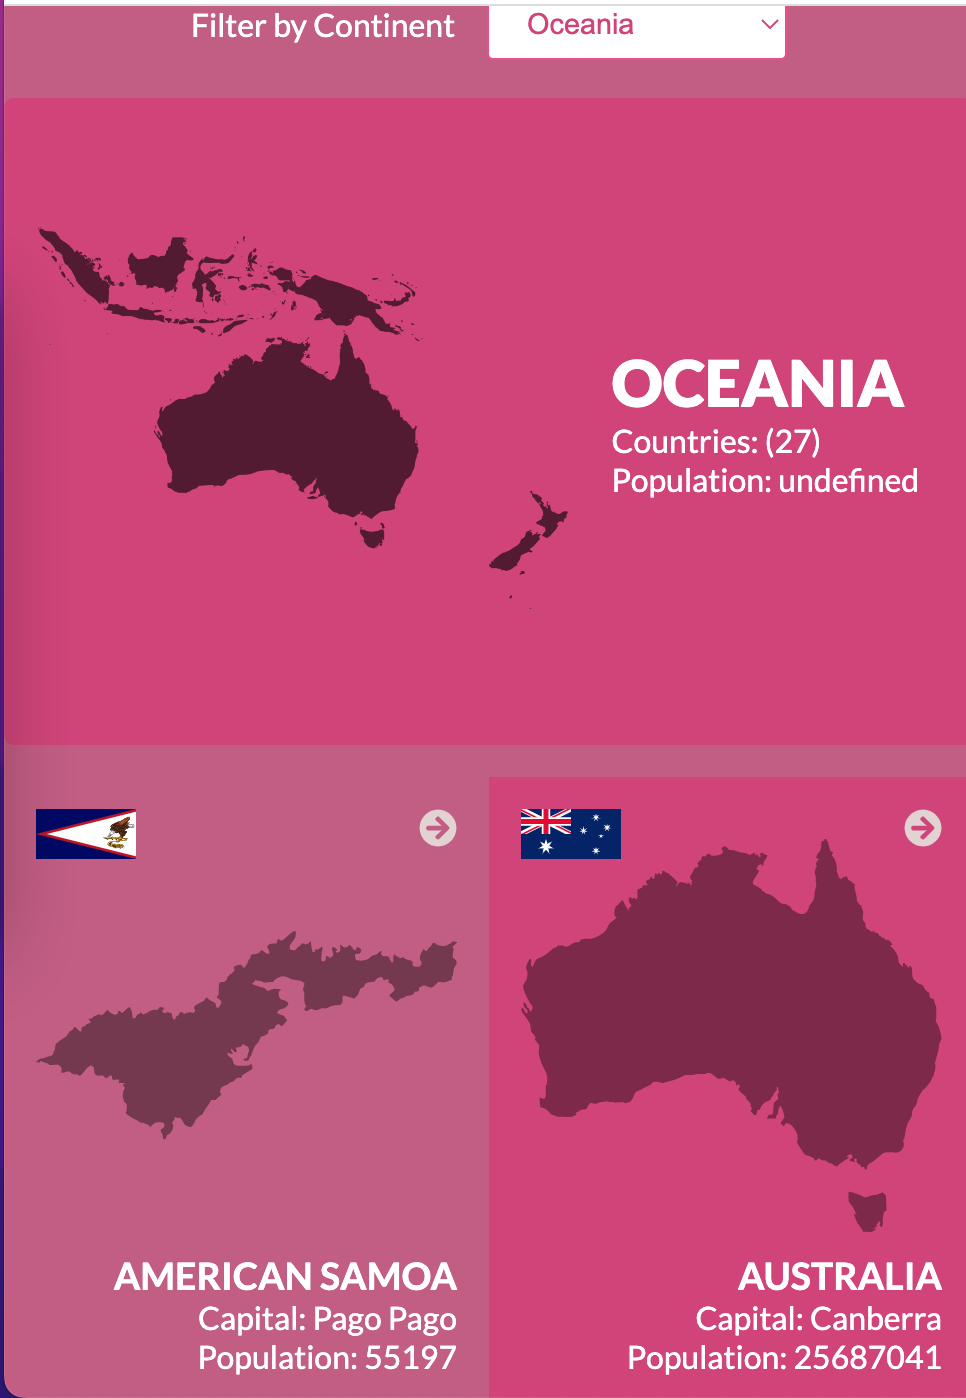 Filter by Continent
Oceania
OCEANIA
Countries: (27)
Population: undefined
AMERICAN SAMOA
Capital: Pago Pago
Population: 55197
AUSTRALIA
Capital: Canberra
Population: 25687041